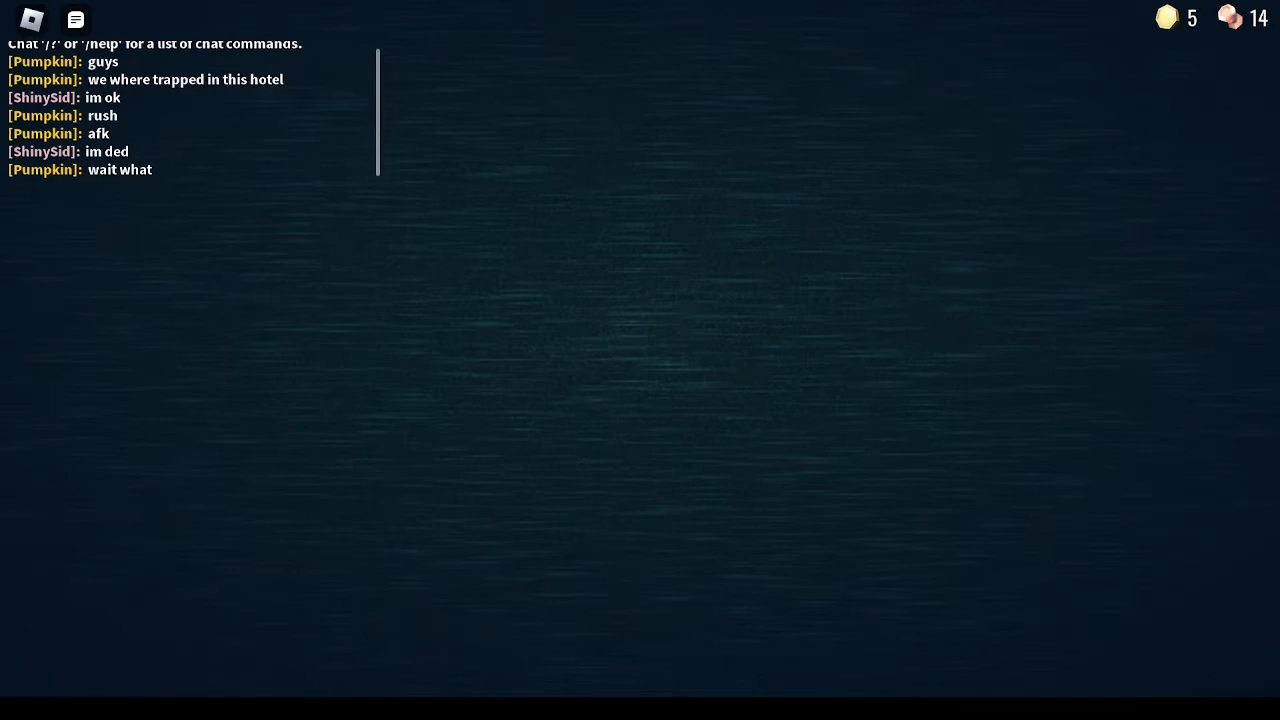 Chat '/?' or '/help' for a list of chat commands.
[Pumpkin]: guys
[Pumpkin]: we where trapped in this hotel
[ShinySid]: im ok
[Pumpkin]: rush
[Pumpkin]: afk
[ShinySid]: im ded
[Pumpkin]: wait what
5
14